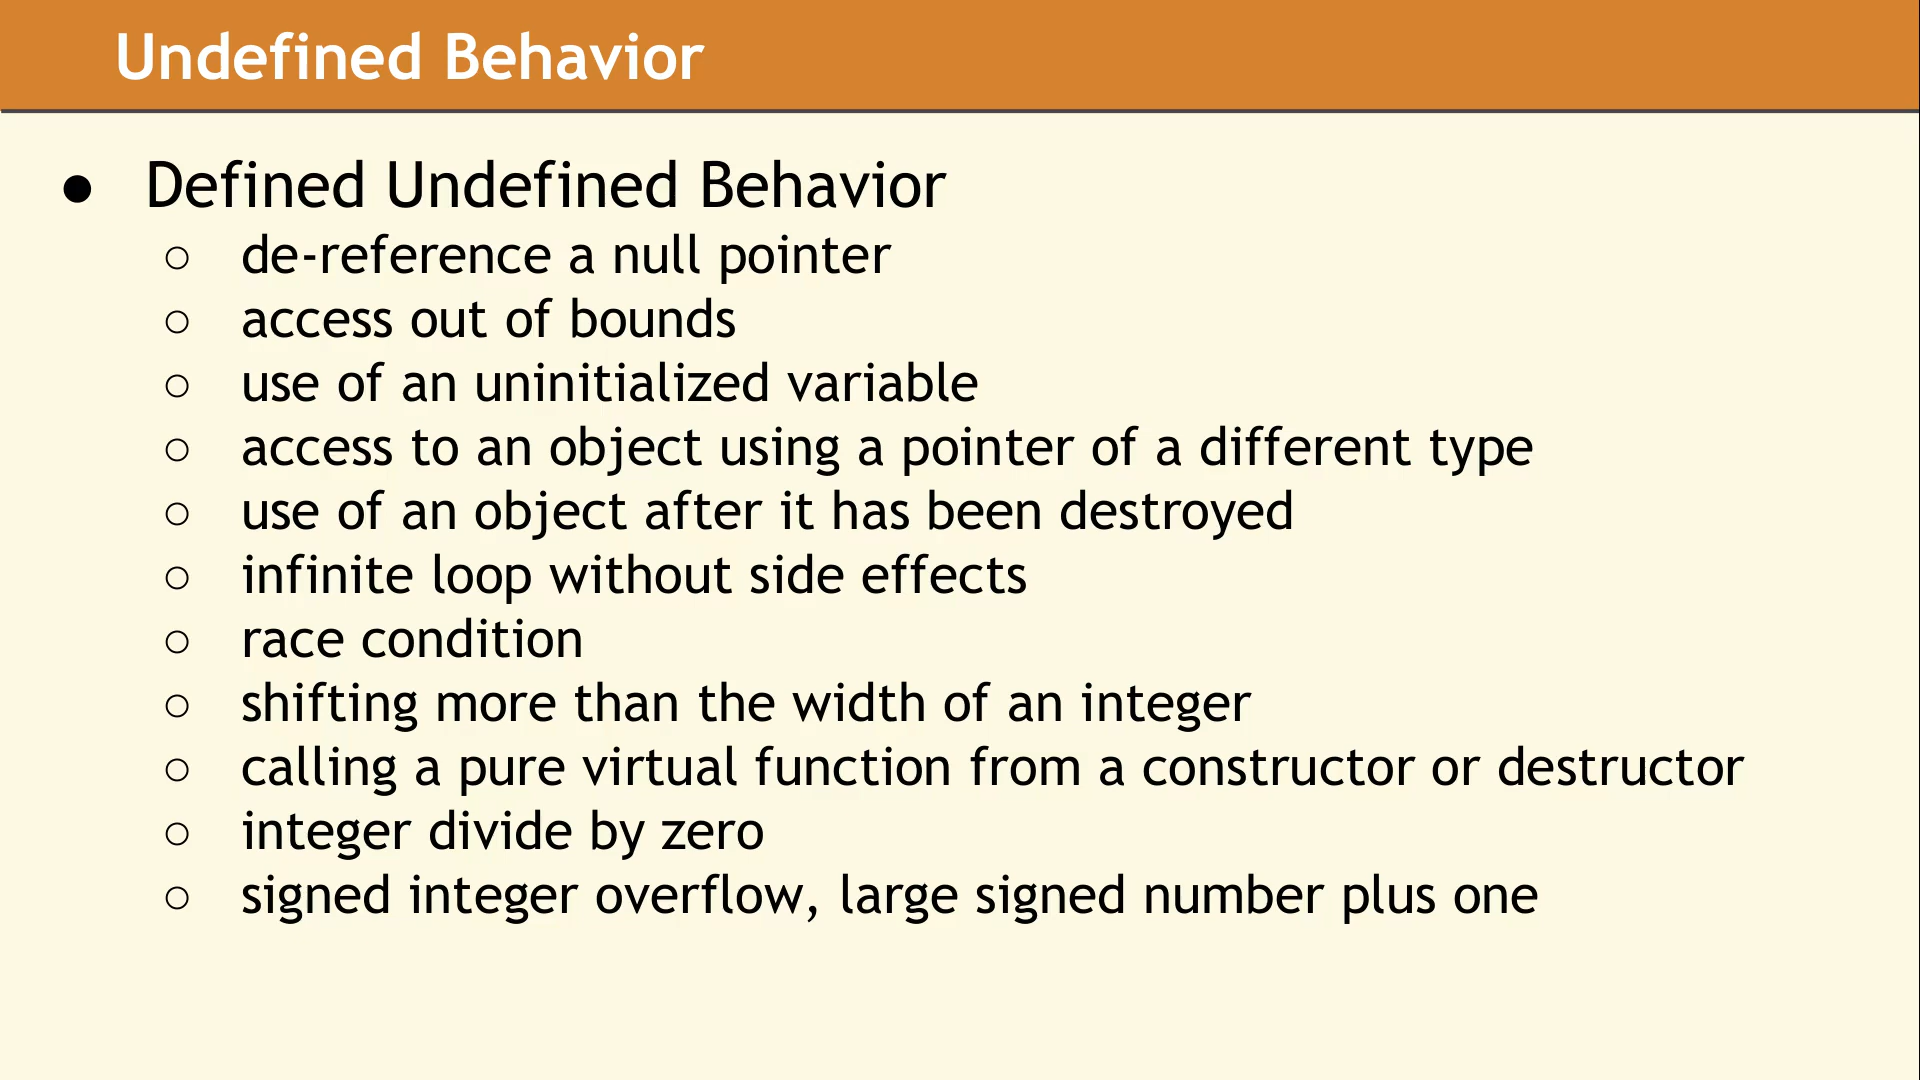 Undefined Behavior
● Defined Undefined Behavior
○ de-reference a null pointer
○ access out of bounds
○ use of an uninitialized variable
○ access to an object using a pointer of a different type
○ use of an object after it has been destroyed
○ infinite loop without side effects
○ race condition
○ shifting more than the width of an integer
○ calling a pure virtual function from a constructor or destructor
○ integer divide by zero
○ signed integer overflow, large signed number plus one